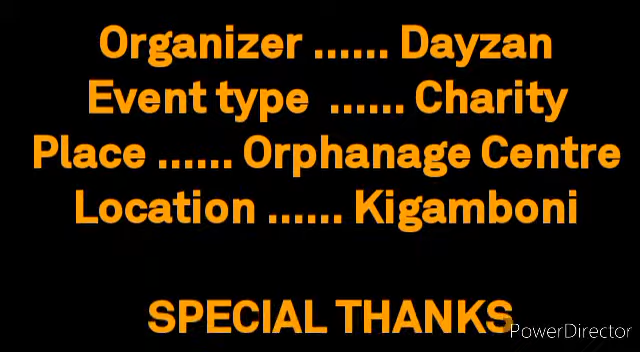 Organizer ...... Dayzan
Event type ...... Charity
Place ...... Orphanage Centre
Location ...... Kigamboni
SPECIAL THANKS
PowerDirector